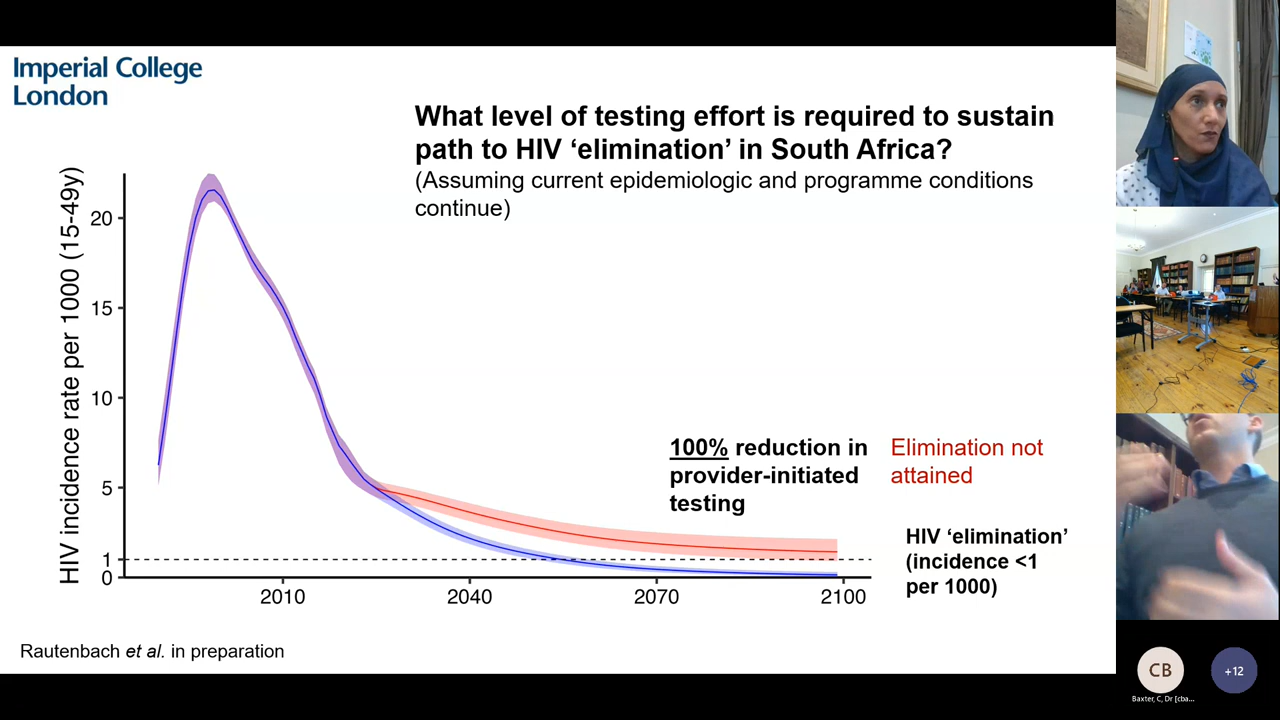 Imperial College
London
What level of testing effort is required to sustain
path to HIV ‘elimination’ in South Africa?
(Assuming current epidemiologic and programme conditions
continue)
HIV incidence rate per 1000 (15-49y)
20
15
10
5
1
0
100% reduction in
provider-initiated
testing
Elimination not
attained
HIV ‘elimination’
(incidence <1
per 1000)
2010
2040
2070
2100
Rautenbach et al. in preparation
CB
+12
Baxter, C, Dr [cba...